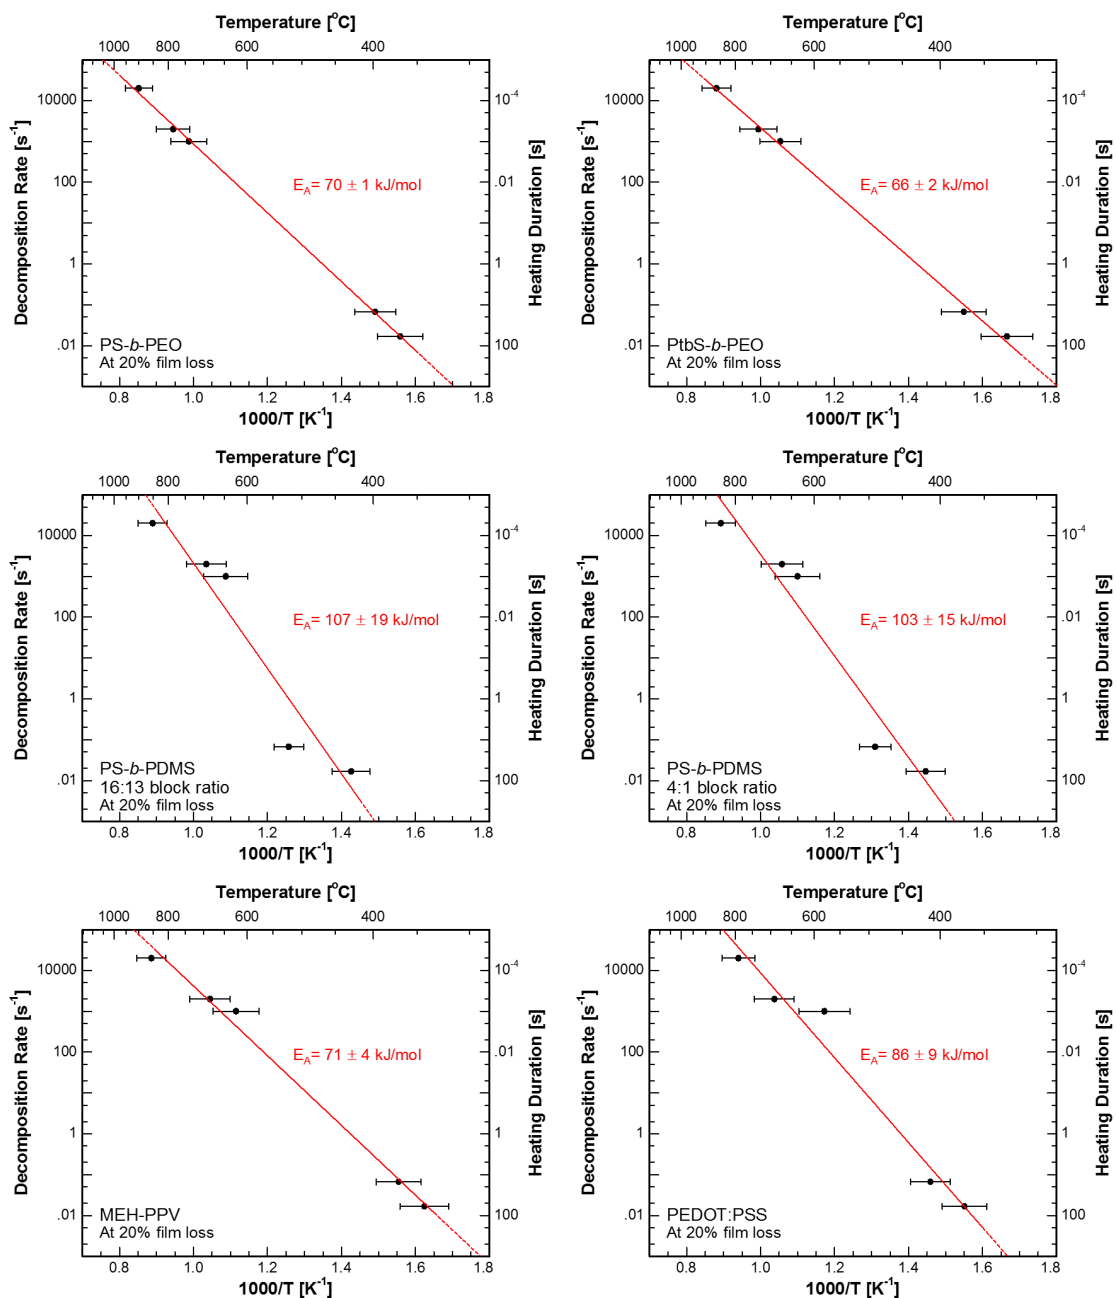 Temperature [°C]
1000 800 600 400
Decomposition Rate [s⁻¹]
10000
100
1
.01
10⁻⁴
.01
1
100
Heating Duration [s]
E_A= 70 ± 1 kJ/mol
PS-b-PEO
At 20% film loss
0.8 1.0 1.2 1.4 1.6 1.8
1000/T [K⁻¹]
Temperature [°C]
1000 800 600 400
Decomposition Rate [s⁻¹]
10000
100
1
.01
10⁻⁴
.01
1
100
Heating Duration [s]
E_A= 66 ± 2 kJ/mol
PtbS-b-PEO
At 20% film loss
0.8 1.0 1.2 1.4 1.6 1.8
1000/T [K⁻¹]
Temperature [°C]
1000 800 600 400
Decomposition Rate [s⁻¹]
10000
100
1
.01
10⁻⁴
.01
1
100
Heating Duration [s]
E_A= 107 ± 19 kJ/mol
PS-b-PDMS
16:13 block ratio
At 20% film loss
0.8 1.0 1.2 1.4 1.6 1.8
1000/T [K⁻¹]
Temperature [°C]
1000 800 600 400
Decomposition Rate [s⁻¹]
10000
100
1
.01
10⁻⁴
.01
1
100
Heating Duration [s]
E_A= 103 ± 15 kJ/mol
PS-b-PDMS
4:1 block ratio
At 20% film loss
0.8 1.0 1.2 1.4 1.6 1.8
1000/T [K⁻¹]
Temperature [°C]
1000 800 600 400
Decomposition Rate [s⁻¹]
10000
100
1
.01
10⁻⁴
.01
1
100
Heating Duration [s]
E_A= 71 ± 4 kJ/mol
MEH-PPV
At 20% film loss
0.8 1.0 1.2 1.4 1.6 1.8
1000/T [K⁻¹]
Temperature [°C]
1000 800 600 400
Decomposition Rate [s⁻¹]
10000
100
1
.01
10⁻⁴
.01
1
100
Heating Duration [s]
E_A= 86 ± 9 kJ/mol
PEDOT:PSS
At 20% film loss
0.8 1.0 1.2 1.4 1.6 1.8
1000/T [K⁻¹]